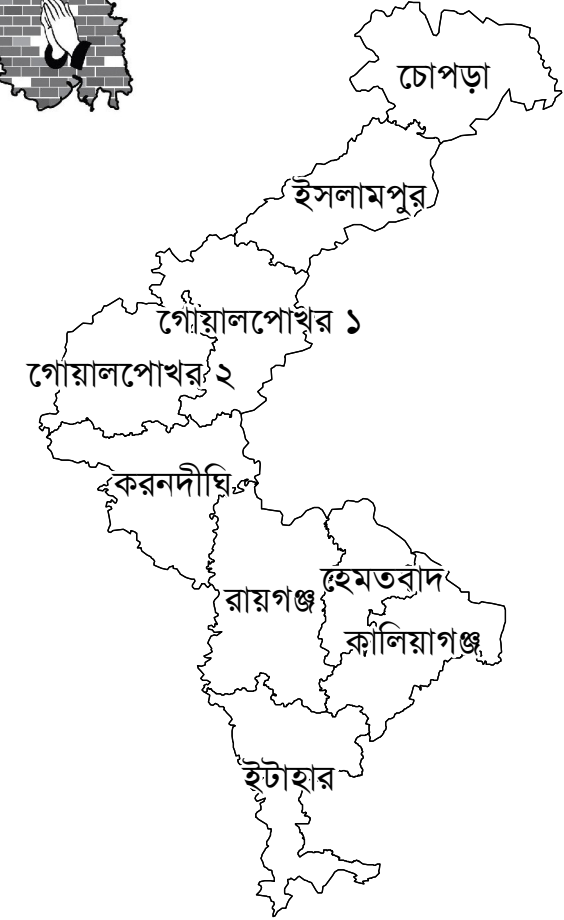 চোপড়া
ইসলামপুর
গোয়ালপোখর ১
গোয়ালপোখর ২
করনদীঘি
হেমতবাদ
রায়গঞ্জ
কালিয়াগঞ্জ
ইটাহার